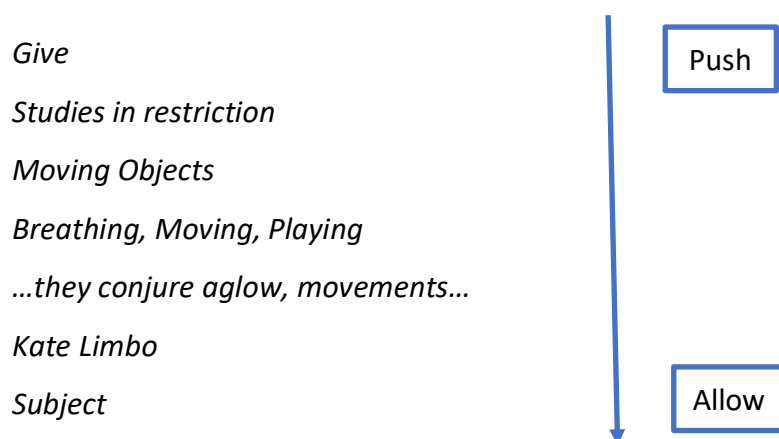 Give
Push
Studies in restriction
Moving Objects
Breathing, Moving, Playing
…they conjure aglow, movements…
Kate Limbo
Subject
Allow